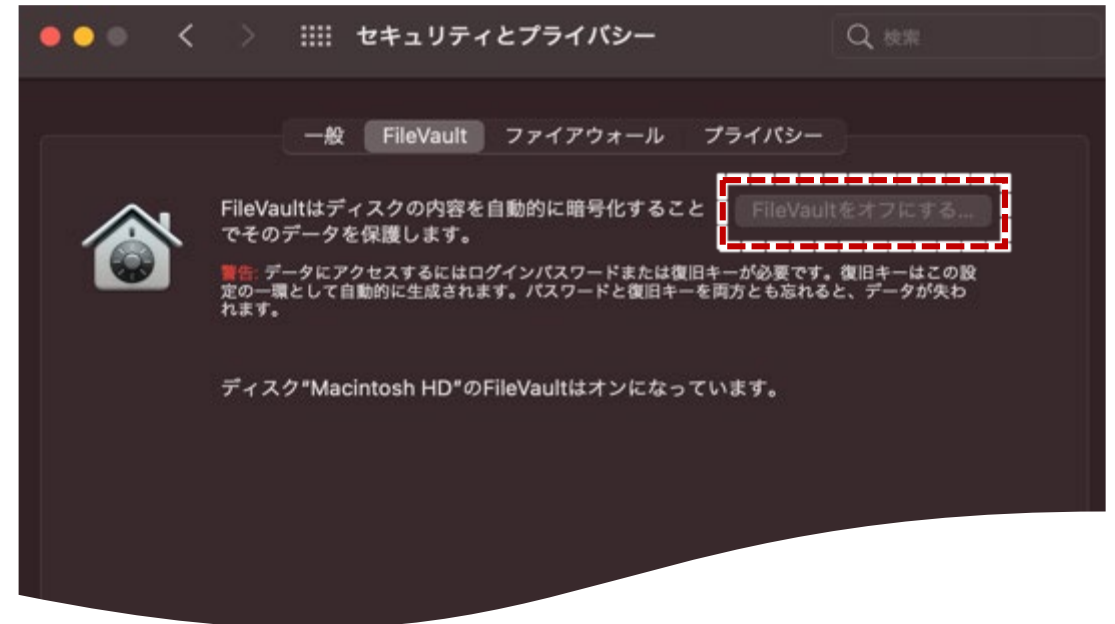 セキュリティとプライバシー
検索
一般 FileVault ファイアウォール プライバシー
FileVaultはディスクの内容を自動的に暗号化すること
でそのデータを保護します。
FileVaultをオフにする...
警告: データにアクセスするにはログインパスワードまたは復旧キーが必要です。復旧キーはこの設
定の一環として自動的に生成されます。パスワードと復旧キーを両方とも忘れると、データが失わ
れます。
ディスク"Macintosh HD"のFileVaultはオンになっています。